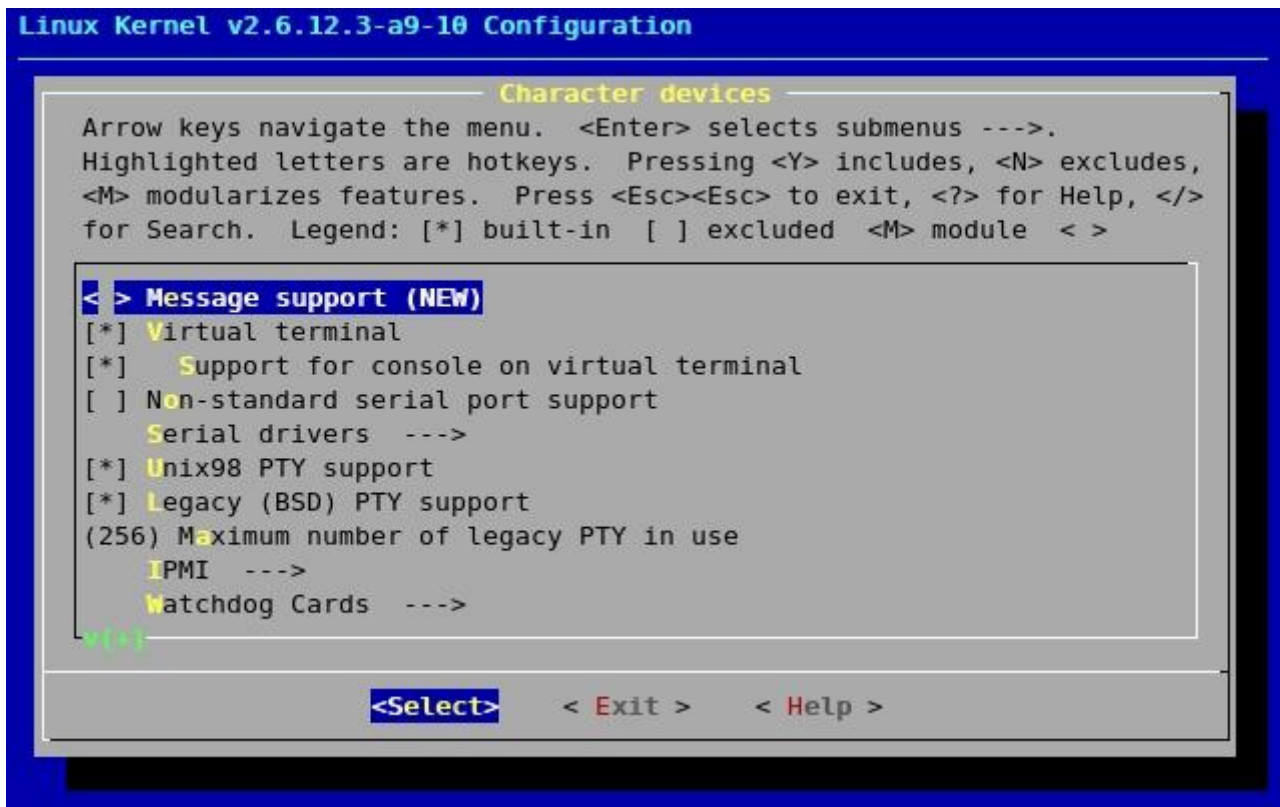 Linux Kernel v2.6.12.3-a9-10 Configuration
Character devices
Arrow keys navigate the menu.  <Enter> selects submenus --->.
Highlighted letters are hotkeys.  Pressing <Y> includes, <N> excludes,
<M> modularizes features.  Press <Esc><Esc> to exit, <?> for Help, </>
for Search.  Legend: [*] built-in  [ ] excluded  <M> module  < >
< > Message support (NEW)
[*] Virtual terminal
[*]   Support for console on virtual terminal
[ ] Non-standard serial port support
    Serial drivers  --->
[*] Unix98 PTY support
[*] Legacy (BSD) PTY support
(256) Maximum number of legacy PTY in use
    IPMI  --->
    Watchdog Cards  --->
v(+)
<Select>    < Exit >    < Help >